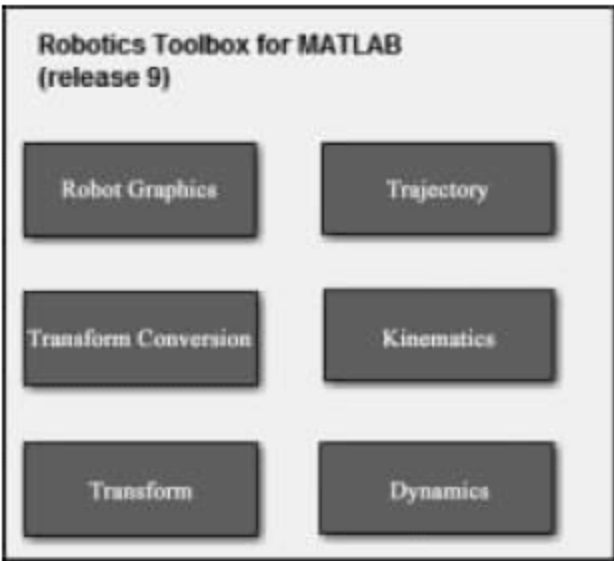 Robotics Toolbox for MATLAB
(release 9)
Robot Graphics
Trajectory
Transform Conversion
Kinematics
Transform
Dynamics